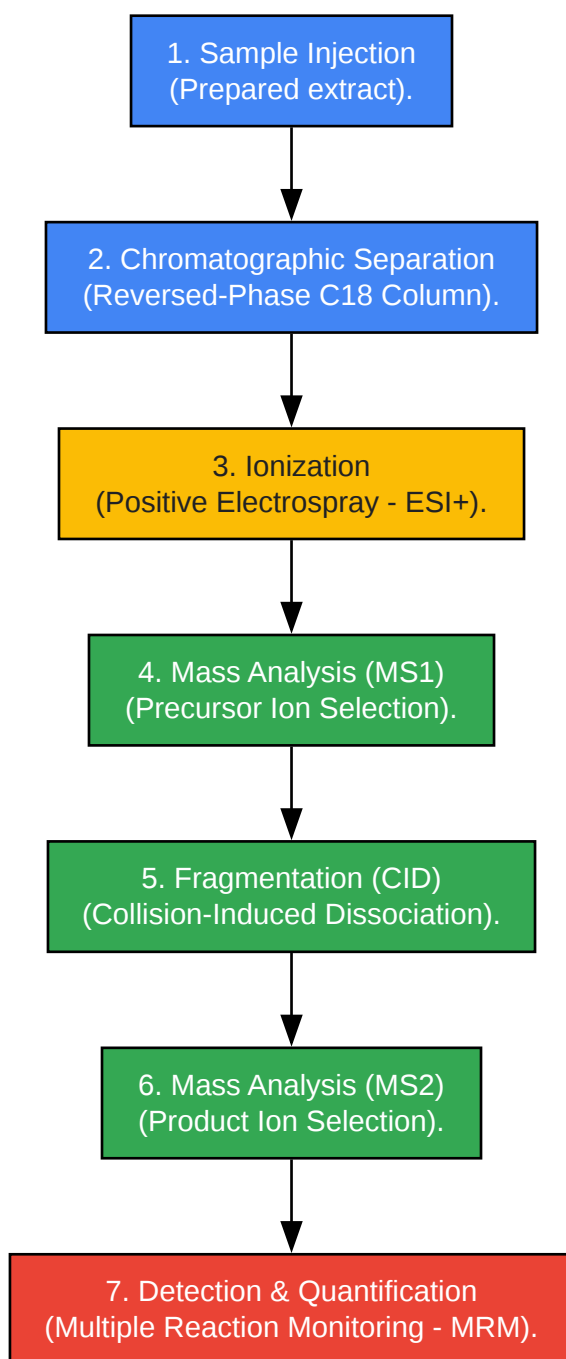 1. Sample Injection
(Prepared extract).
2. Chromatographic Separation
(Reversed-Phase C18 Column).
3. Ionization
(Positive Electrospray - ESI+).
4. Mass Analysis (MS1)
(Precursor Ion Selection).
5. Fragmentation (CID)
(Collision-Induced Dissociation).
6. Mass Analysis (MS2)
(Product Ion Selection).
7. Detection & Quantification
(Multiple Reaction Monitoring - MRM).